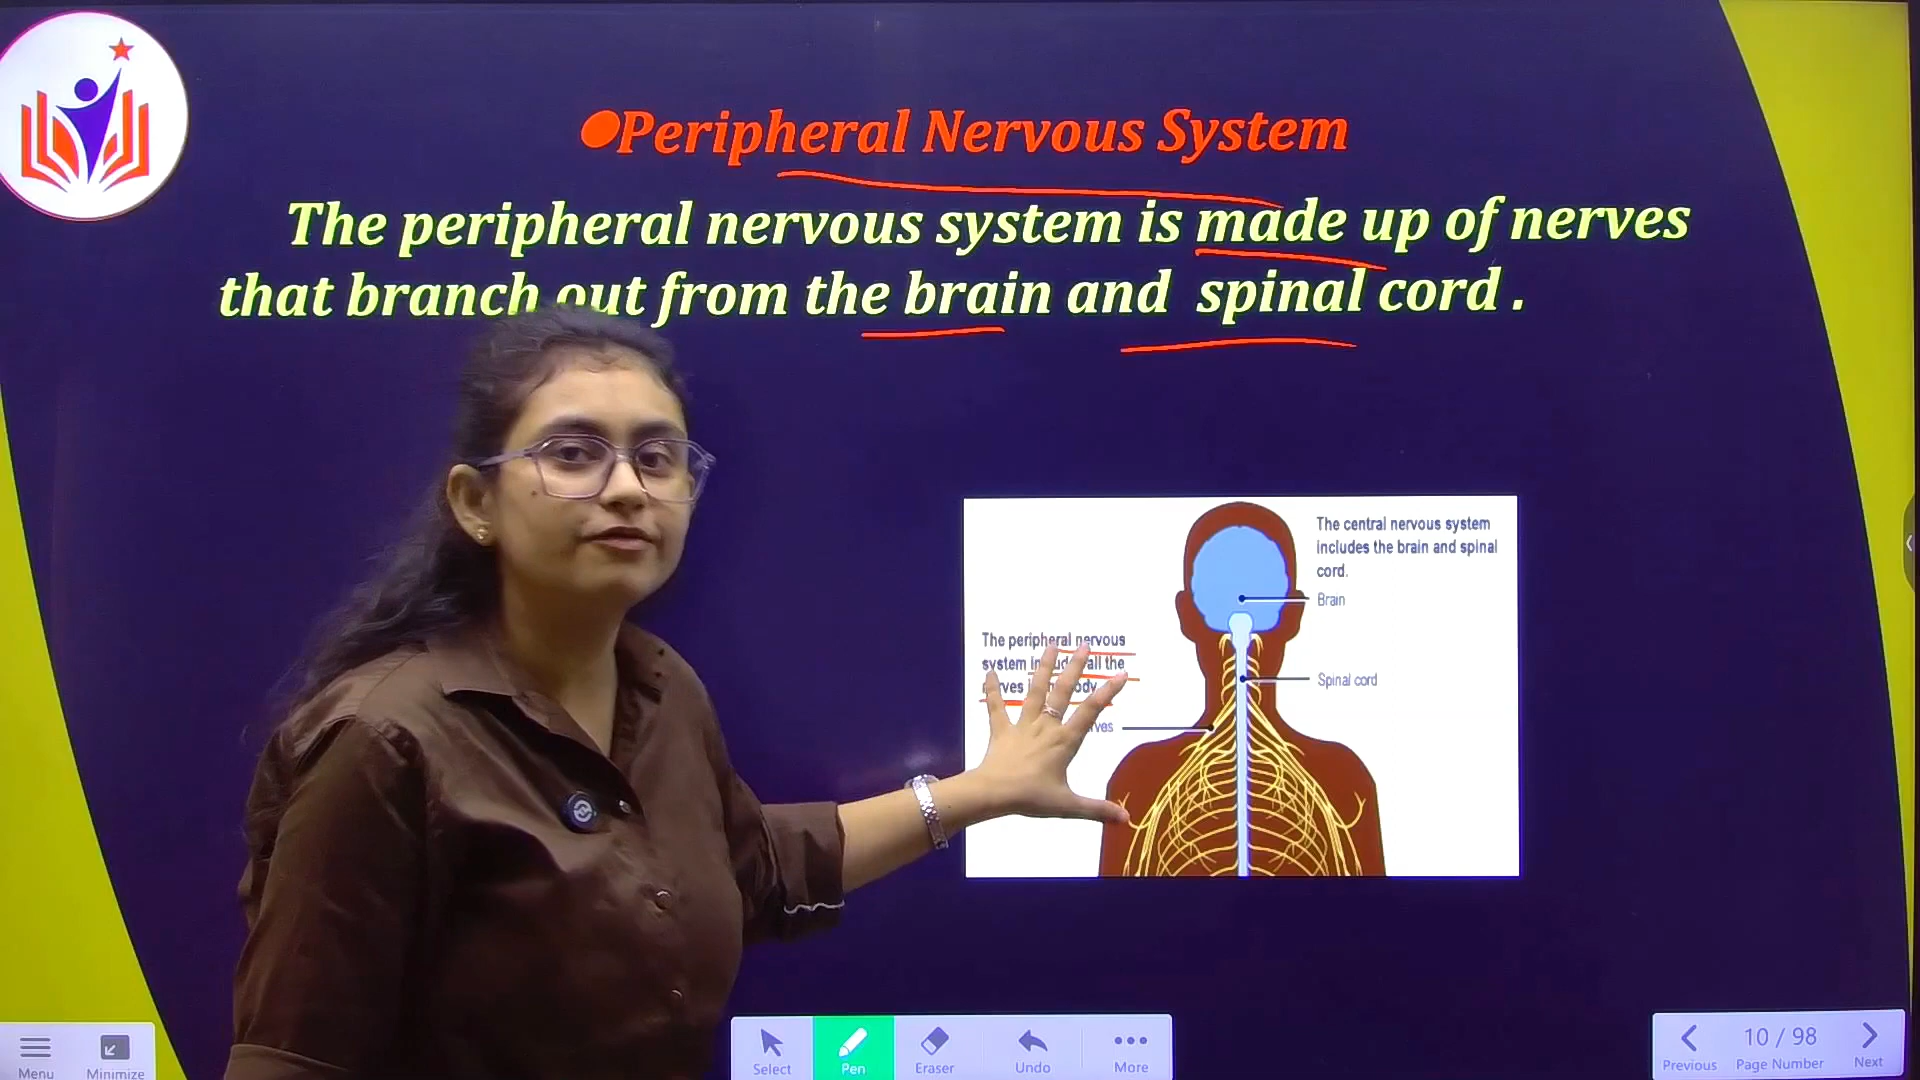 Peripheral Nervous System
The peripheral nervous system is made up of nerves
that branch out from the brain and spinal cord .
The central nervous system
includes the brain and spinal
cord.
Brain
The peripheral nervous
system all the
Spinal cord
Menu
Minimize
Select
Pen
Eraser
Undo
More
Previous
10 / 98
Page Number
Next